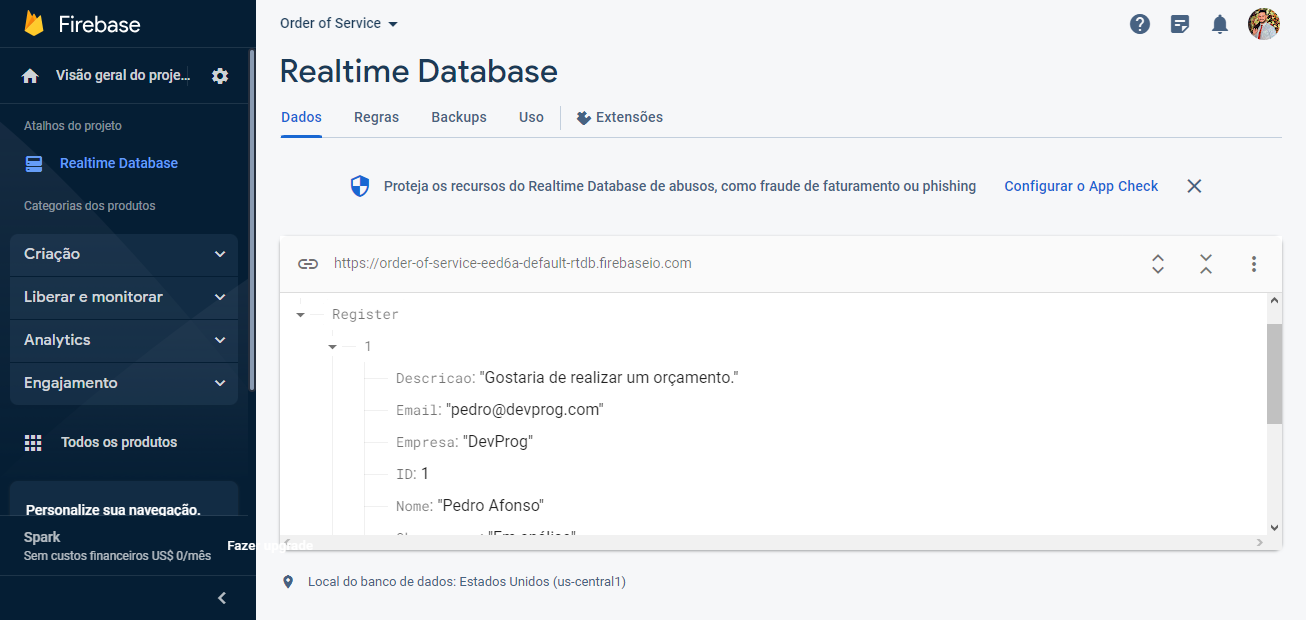 Firebase
Visão geral do proje...
Atalhos do projeto
Realtime Database
Categorias dos produtos
Criação
Liberar e monitorar
Analytics
Engajamento
Todos os produtos
Personalize sua navegação.
Spark
Sem custos financeiros US$ 0/mês
Fazer upgrade
Order of Service
Realtime Database
Dados Regras Backups Uso Extensões
Proteja os recursos do Realtime Database de abusos, como fraude de faturamento ou phishing Configurar o App Check
https://order-of-service-eed6a-default-rtdb.firebaseio.com
Register
1
Descricao: "Gostaria de realizar um orçamento."
Email: "pedro@devprog.com"
Empresa: "DevProg"
ID: 1
Nome: "Pedro Afonso"
"Em análise"
Local do banco de dados: Estados Unidos (us-central1)